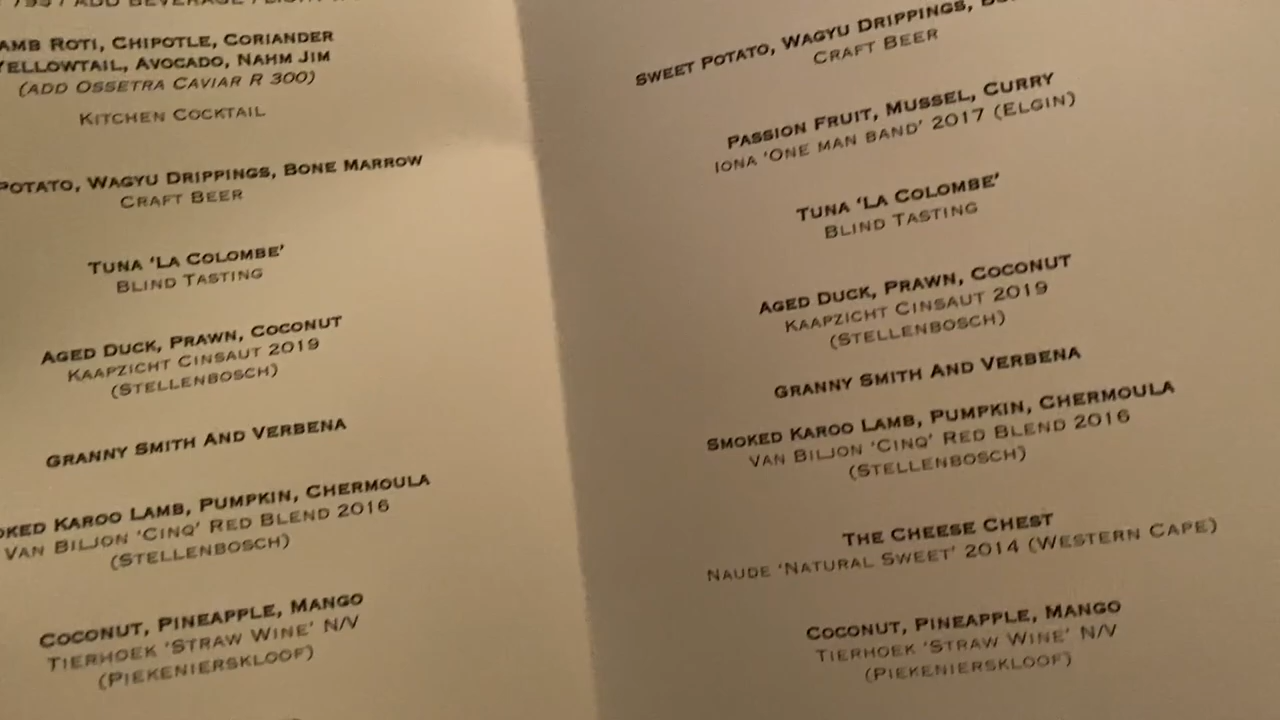 LAMB ROTI, CHIPOTLE, CORIANDER
YELLOWTAIL, AVOCADO, NAHM JIM
(ADD OSSETRA CAVIAR R 300)
KITCHEN COCKTAIL
POTATO, WAGYU DRIPPINGS, BONE MARROW
CRAFT BEER
TUNA ‘LA COLOMBE’
BLIND TASTING
AGED DUCK, PRAWN, COCONUT
KAAPZICHT CINSAUT 2019
(STELLENBOSCH)
GRANNY SMITH AND VERBENA
SMOKED KAROO LAMB, PUMPKIN, CHERMOULA
VAN BILJON ‘CINQ’ RED BLEND 2016
(STELLENBOSCH)
COCONUT, PINEAPPLE, MANGO
TIERHOEK ‘STRAW WINE’ N/V
(PIEKENIERSKLOOF)
SWEET POTATO, WAGYU DRIPPINGS,
CRAFT BEER
PASSION FRUIT, MUSSEL, CURRY
IONA ‘ONE MAN BAND’ 2017 (ELGIN)
TUNA ‘LA COLOMBE’
BLIND TASTING
AGED DUCK, PRAWN, COCONUT
KAAPZICHT CINSAUT 2019
(STELLENBOSCH)
GRANNY SMITH AND VERBENA
SMOKED KAROO LAMB, PUMPKIN, CHERMOULA
VAN BILJON ‘CINQ’ RED BLEND 2016
(STELLENBOSCH)
THE CHEESE CHEST
NAUDE ‘NATURAL SWEET’ 2014 (WESTERN CAPE)
COCONUT, PINEAPPLE, MANGO
TIERHOEK ‘STRAW WINE’ N/V
(PIEKENIERSKLOOF)